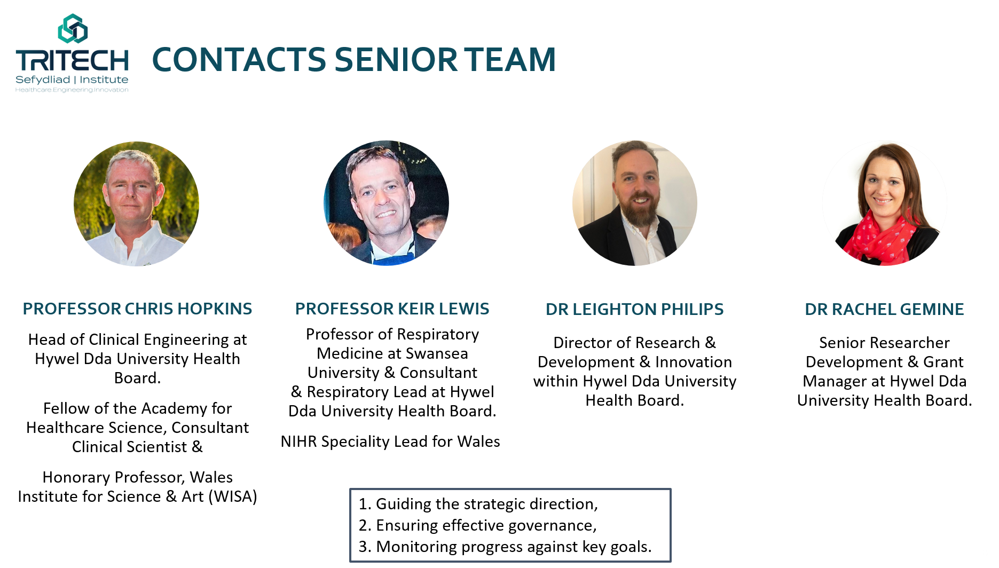 TRITECH
Sefydliad | Institute
Healthcare.Engineering.Innovation
CONTACTS SENIOR TEAM
PROFESSOR CHRIS HOPKINS
Head of Clinical Engineering at
Hywel Dda University Health
Board.
Fellow of the Academy for
Healthcare Science, Consultant
Clinical Scientist &
Honorary Professor, Wales
Institute for Science & Art (WISA)
PROFESSOR KEIR LEWIS
Professor of Respiratory
Medicine at Swansea
University & Consultant
& Respiratory Lead at Hywel
Dda University Health Board.
NIHR Speciality Lead for Wales
DR LEIGHTON PHILIPS
Director of Research &
Development & Innovation
within Hywel Dda University
Health Board.
DR RACHEL GEMINE
Senior Researcher
Development & Grant
Manager at Hywel Dda
University Health Board.
1. Guiding the strategic direction,
2. Ensuring effective governance,
3. Monitoring progress against key goals.